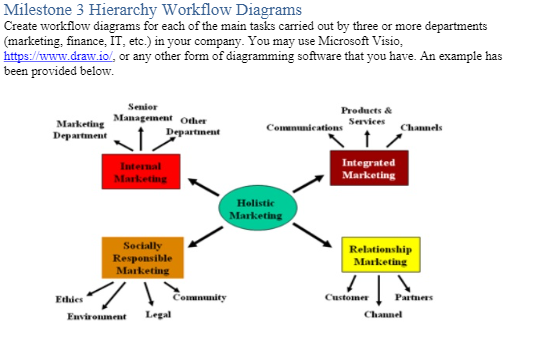 Milestone 3 Hierarchy Workflow Diagrams
Create workflow diagrams for each of the main tasks carried out by three or more departments
(marketing, finance, IT, etc.) in your company. You may use Microsoft Visio,
https://www.draw.io/, or any other form of diagramming software that you have. An example has
been provided below.
Senior
Management
Marketing
Department
Other
Department
Internal
Marketing
Products &
Services
Communications
Channels
Integrated
Marketing
Holistic
Marketing
Socially
Responsible
Marketing
Ethics
Environment
Legal
Community
Relationship
Marketing
Customer
Channel
Partners